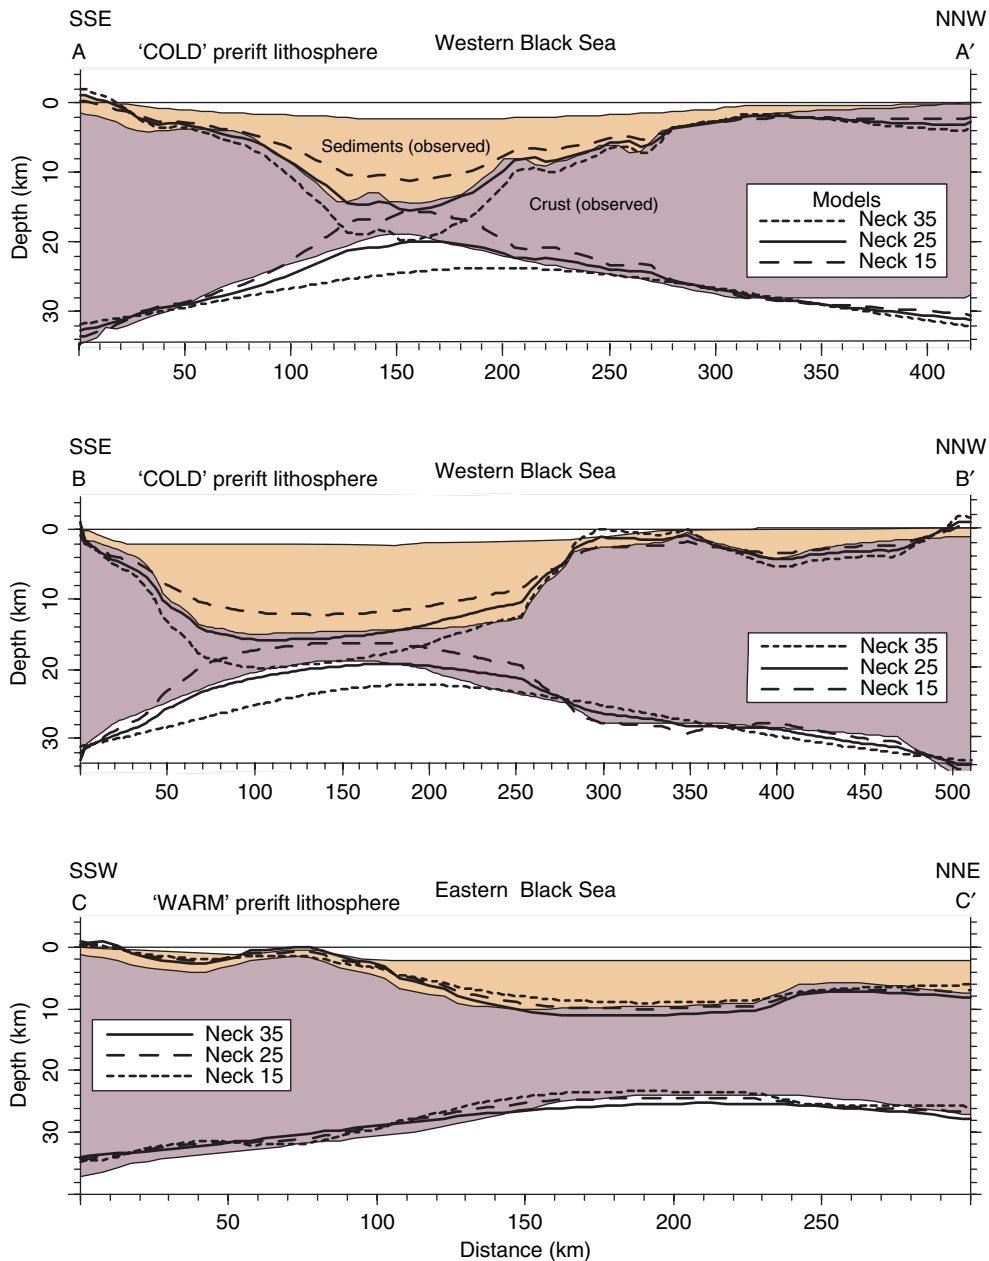 SSE NNW
A 'COLD' prerift lithosphere Western Black Sea A′
Depth (km)
0
10
20
30
Sediments (observed)
Crust (observed)
Models
Neck 35
Neck 25
Neck 15
50 100 150 200 250 300 350 400
SSE NNW
B 'COLD' prerift lithosphere Western Black Sea B′
Depth (km)
0
10
20
30
Neck 35
Neck 25
Neck 15
50 100 150 200 250 300 350 400 450 500
SSW NNE
C 'WARM' prerift lithosphere Eastern Black Sea C′
Depth (km)
0
10
20
30
Neck 35
Neck 25
Neck 15
50 100 150 200 250
Distance (km)